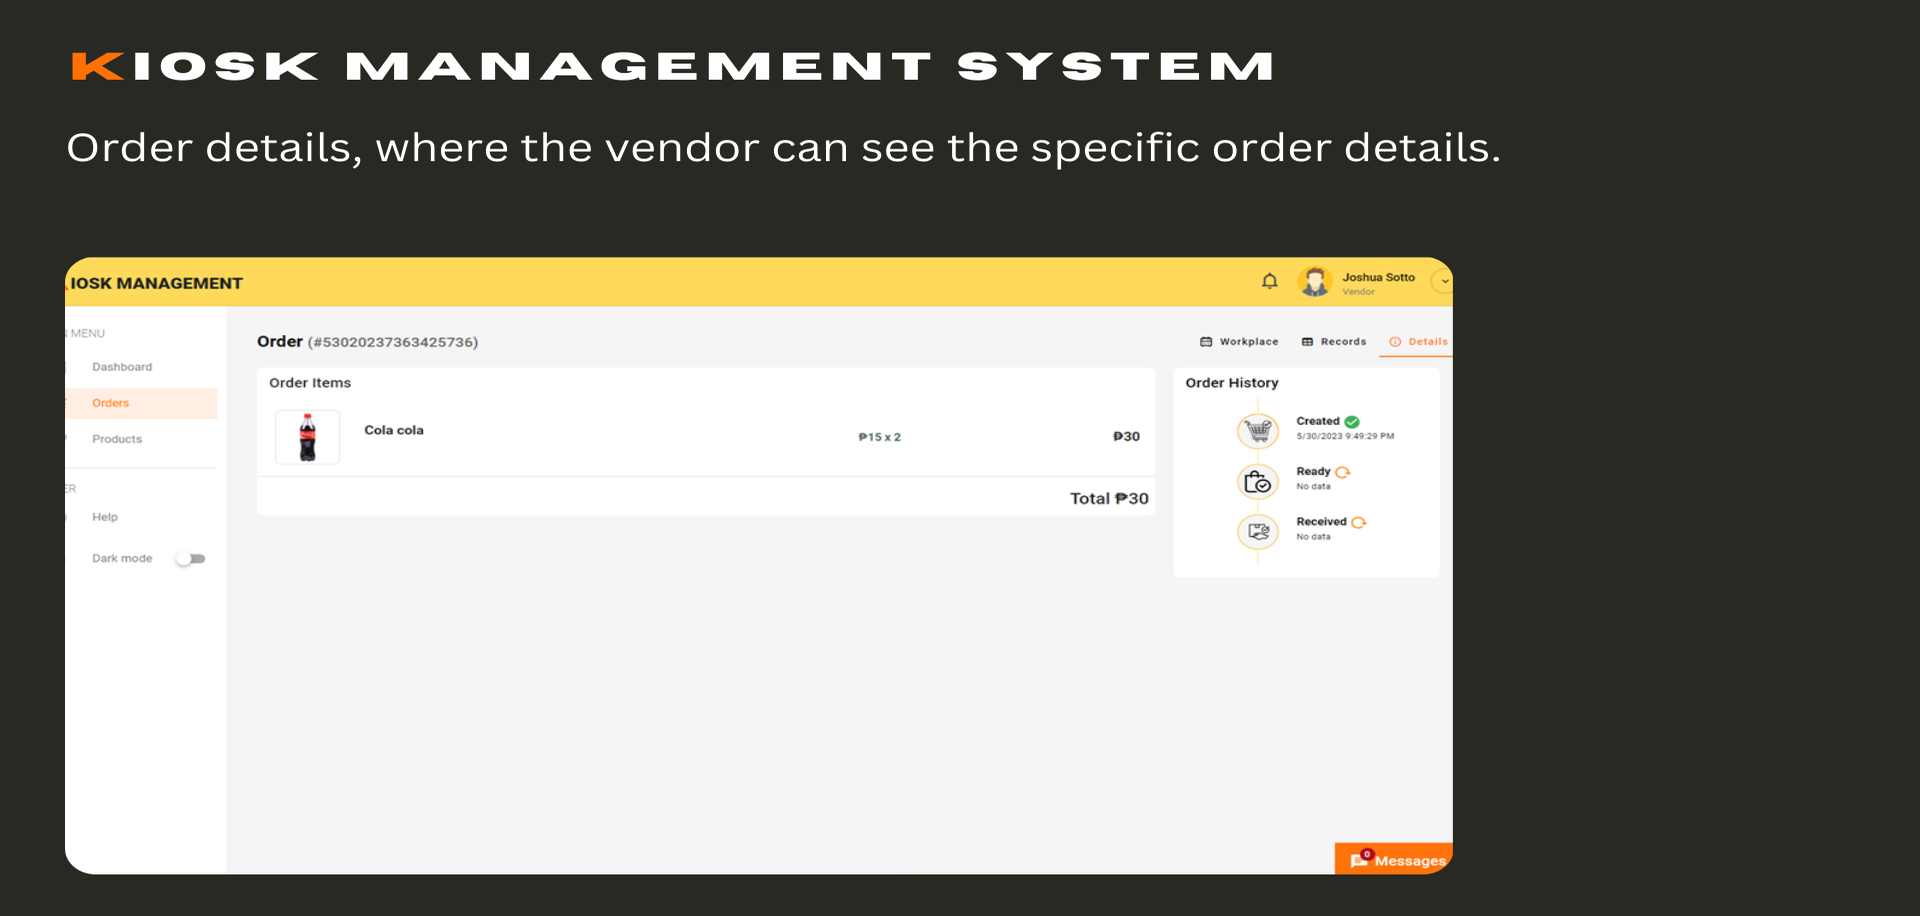 KIOSK MANAGEMENT SYSTEM
Order details, where the vendor can see the specific order details.
IOSK MANAGEMENT
Joshua Sotto
Vendor
MENU
Dashboard
Orders
Products
ER
Help
Dark mode
Order (#53020237363425736)
Workplace
Records
Details
Order Items
Cola cola
₱15 x 2
₱30
Total ₱30
Order History
Created
5/30/2023 9:49:29 PM
Ready
No data
Received
No data
0
Messages